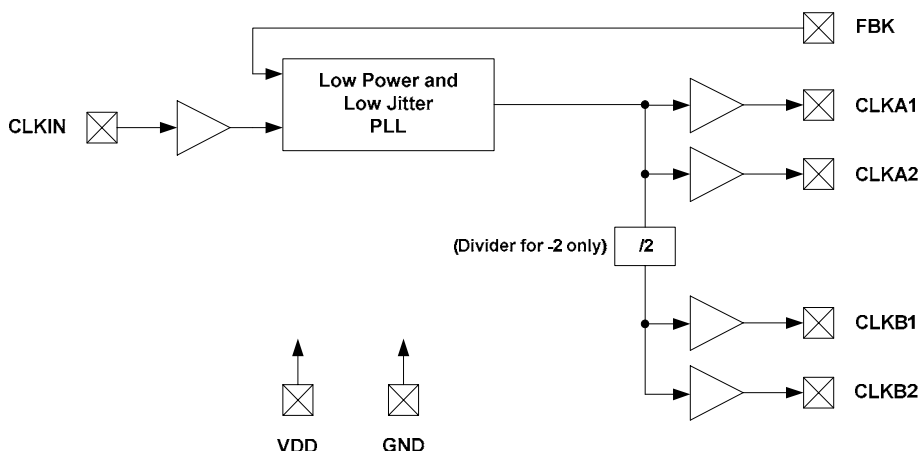 FBK
Low Power and
Low Jitter
PLL
CLKIN
CLKA1
CLKA2
(Divider for -2 only)
/2
CLKB1
CLKB2
VDD
GND